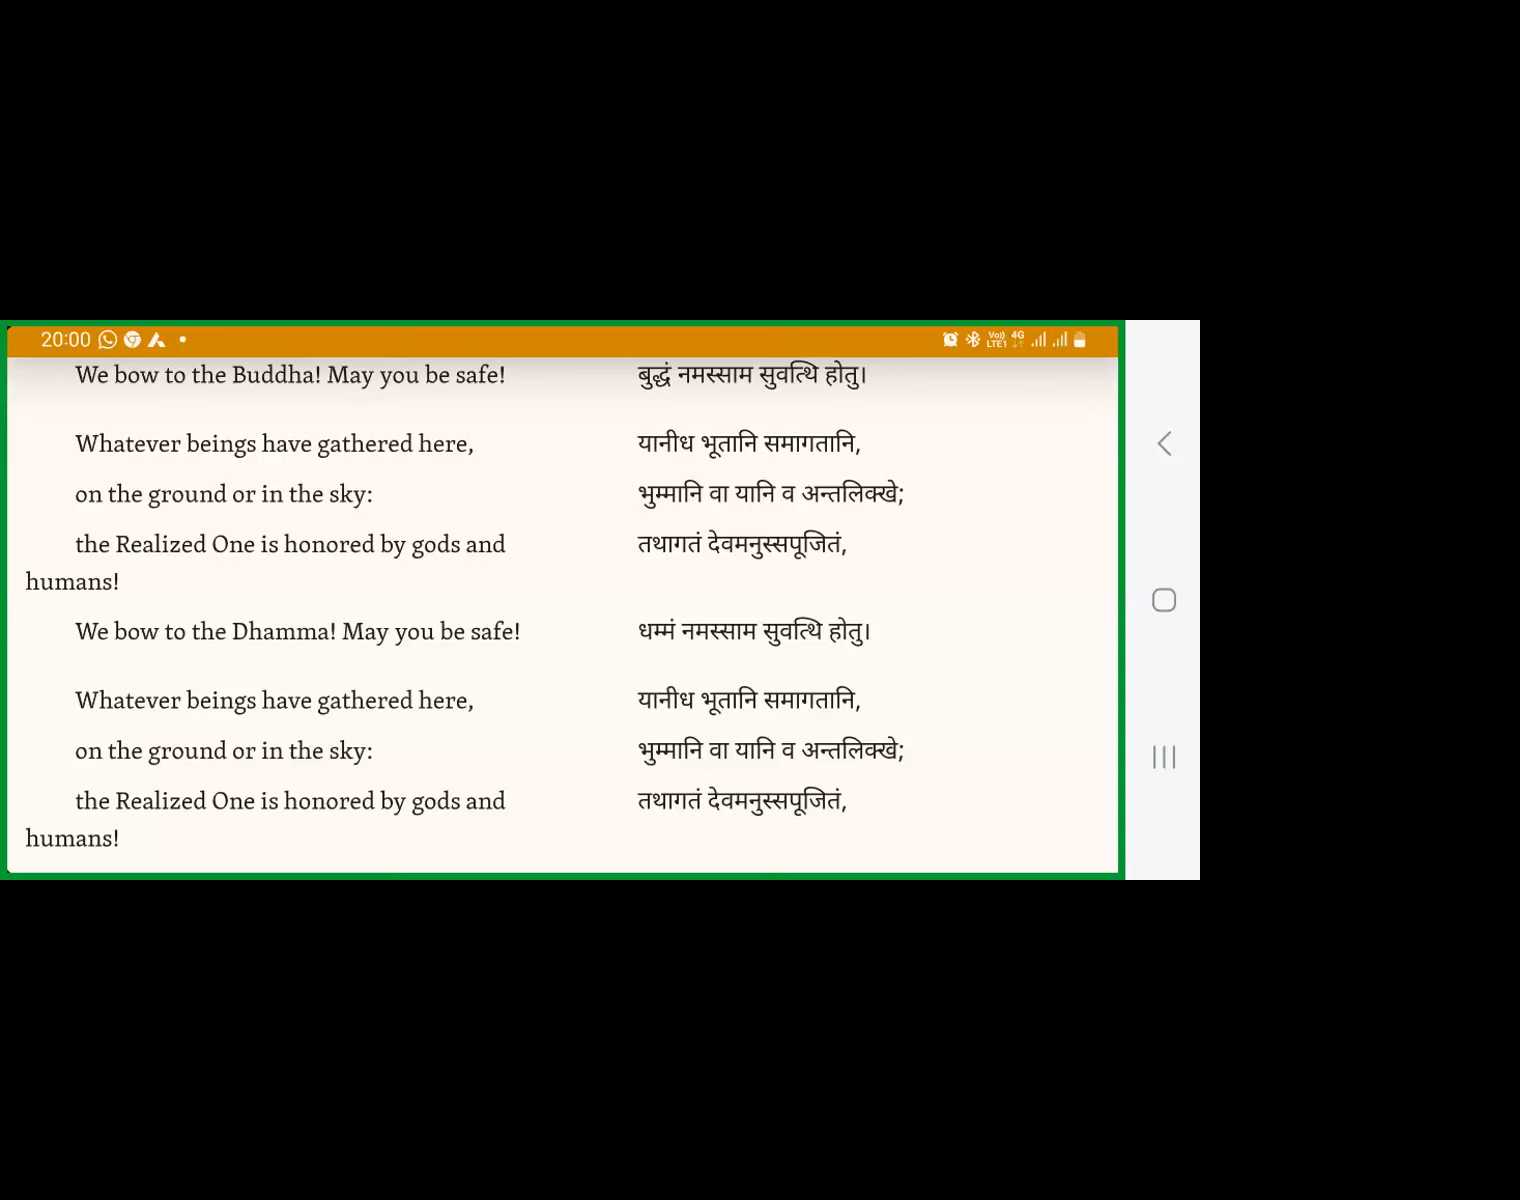 20:00
Vo)) LTE1 4G
We bow to the Buddha! May you be safe!
बुद्धं नमस्साम सुवत्थि होतु।
Whatever beings have gathered here,
यानीध भूतानि समागतानि,
on the ground or in the sky:
भुम्मानि वा यानि व अन्तलिक्खे;
the Realized One is honored by gods and
तथागतं देवमनुस्सपूजितं,
humans!
We bow to the Dhamma! May you be safe!
धम्मं नमस्साम सुवत्थि होतु।
Whatever beings have gathered here,
यानीध भूतानि समागतानि,
on the ground or in the sky:
भुम्मानि वा यानि व अन्तलिक्खे;
the Realized One is honored by gods and
तथागतं देवमनुस्सपूजितं,
humans!